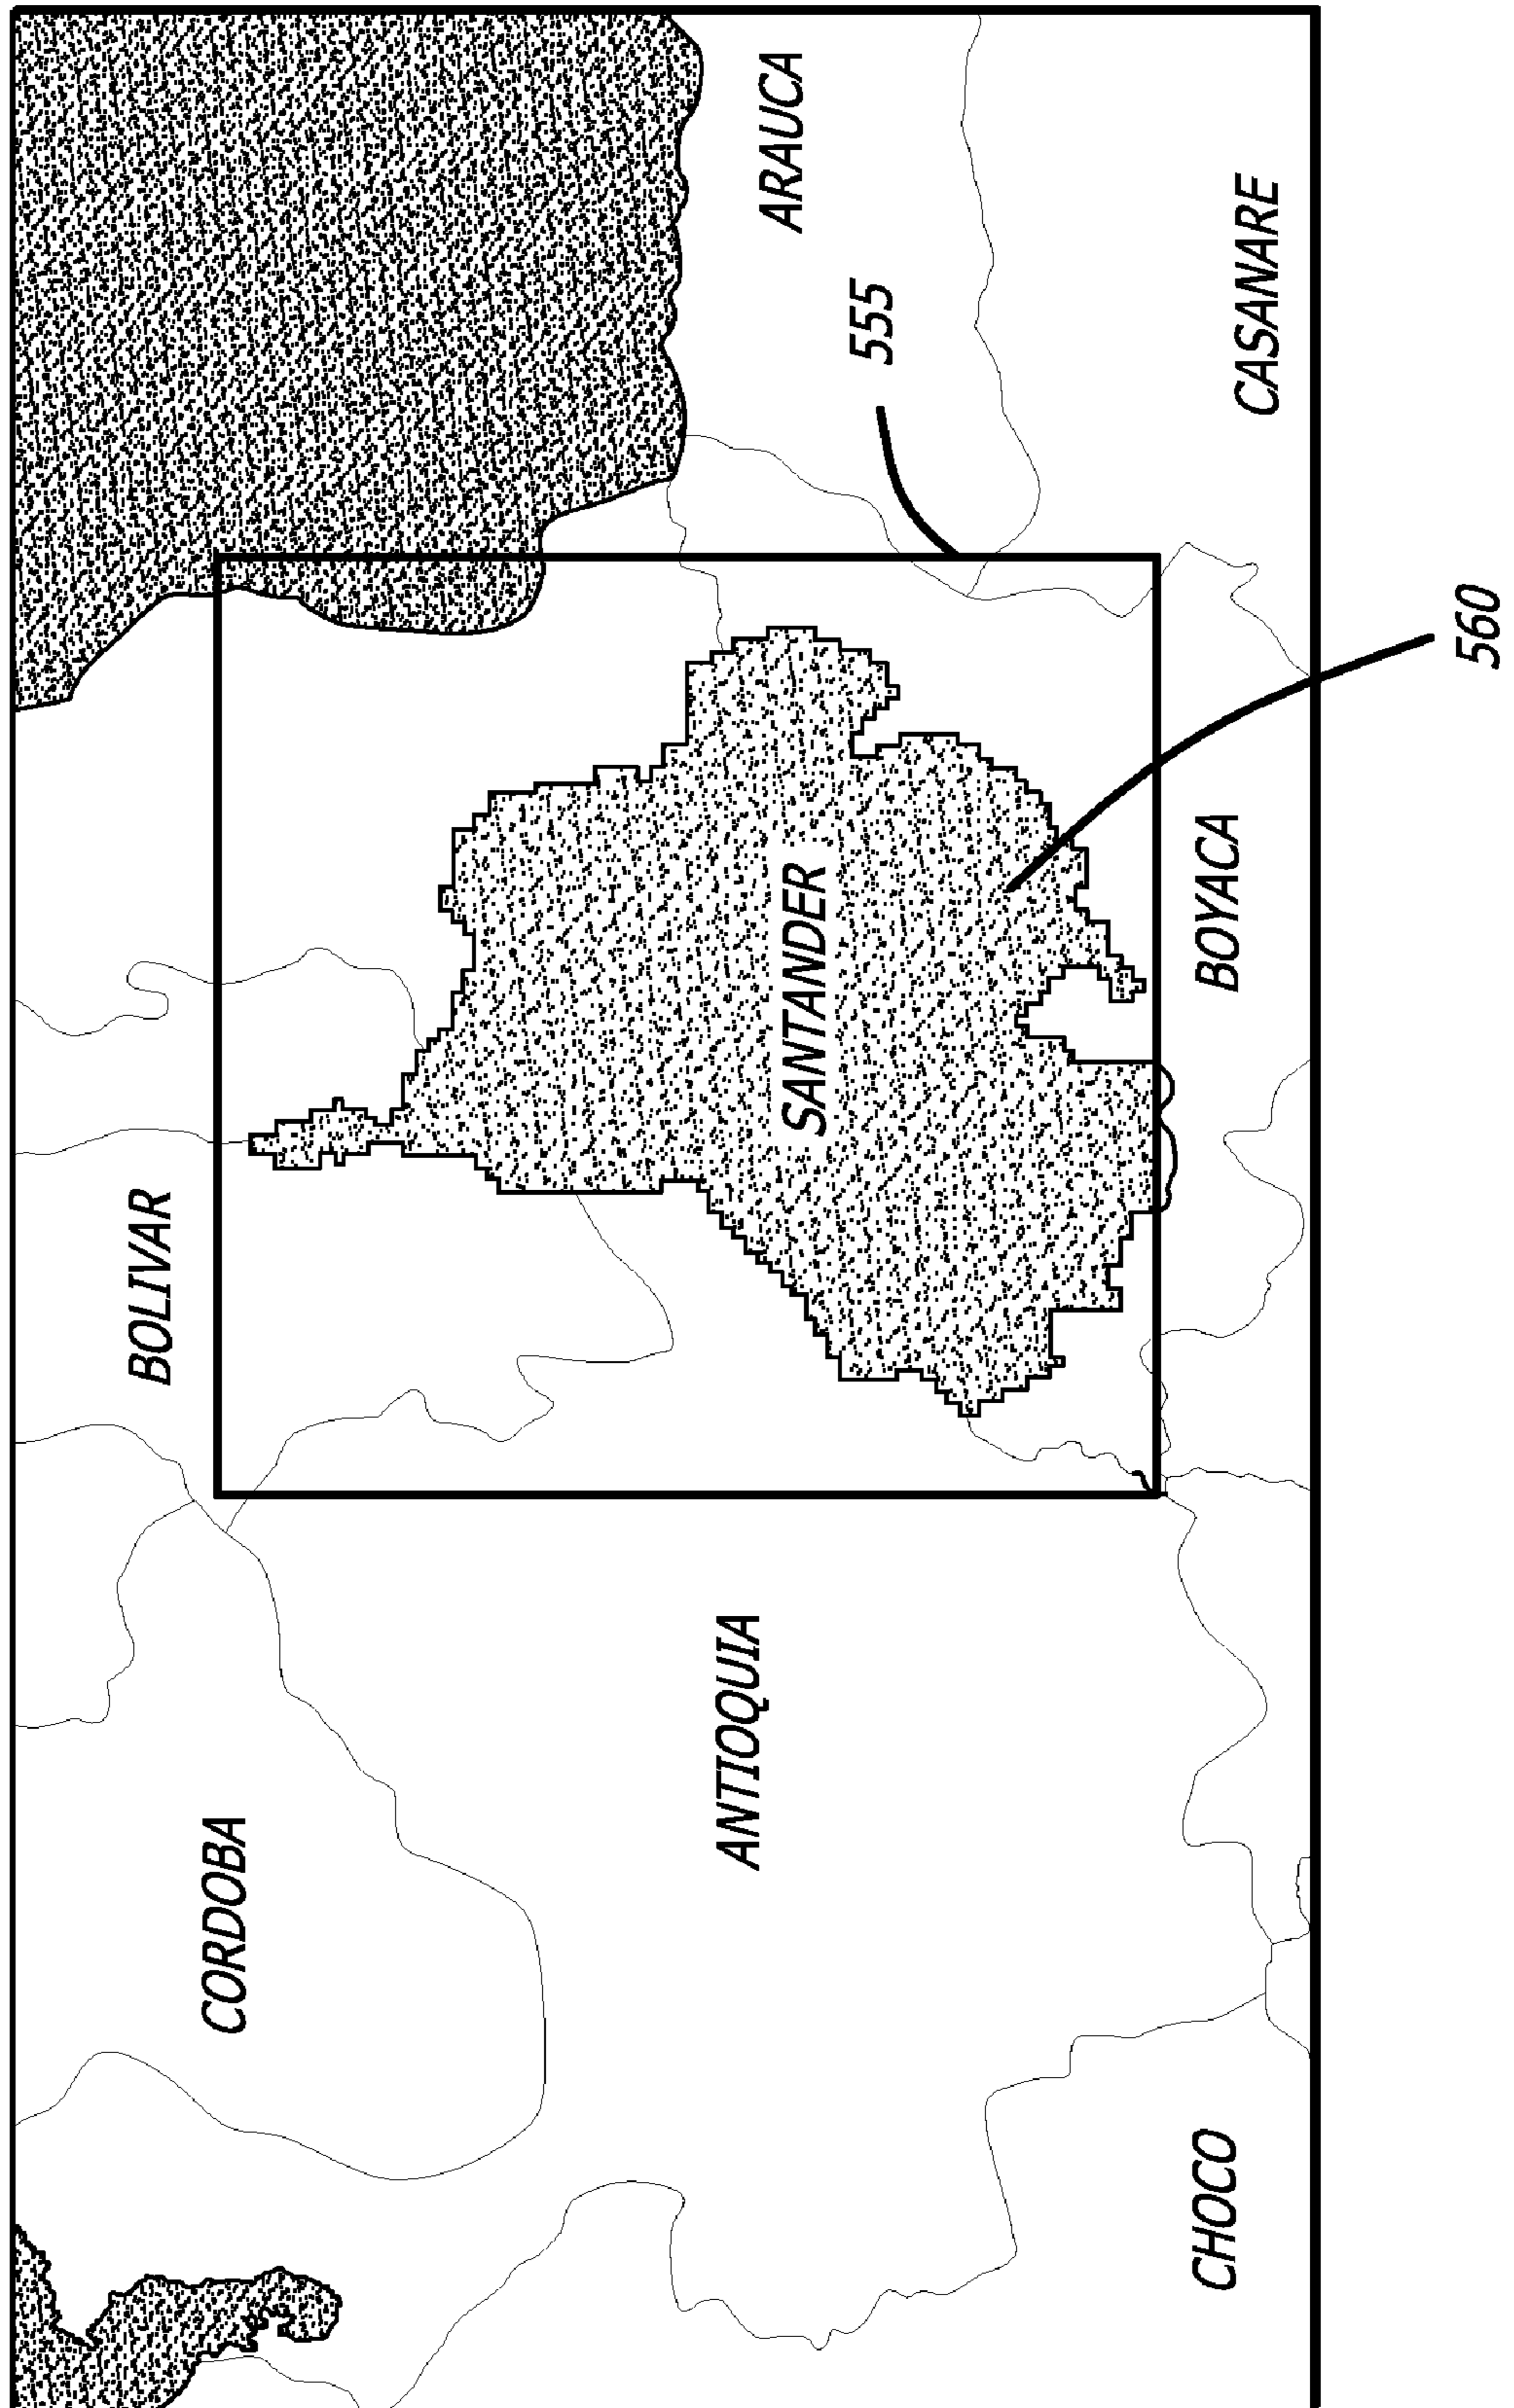 BOLIVAR
CORDOBA
ARAUCA
555
ANTIOQUIA
SANTANDER
CASANARE
BOYACA
CHOCO
560